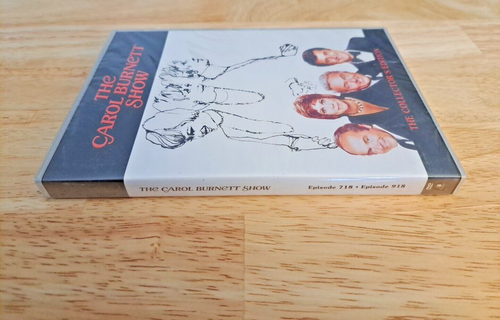 THE
CAROL BURNETT
SHOW
THE COLLECTOR'S EDITION
THE CAROL BURNETT SHOW
Episode 718 • Episode 918